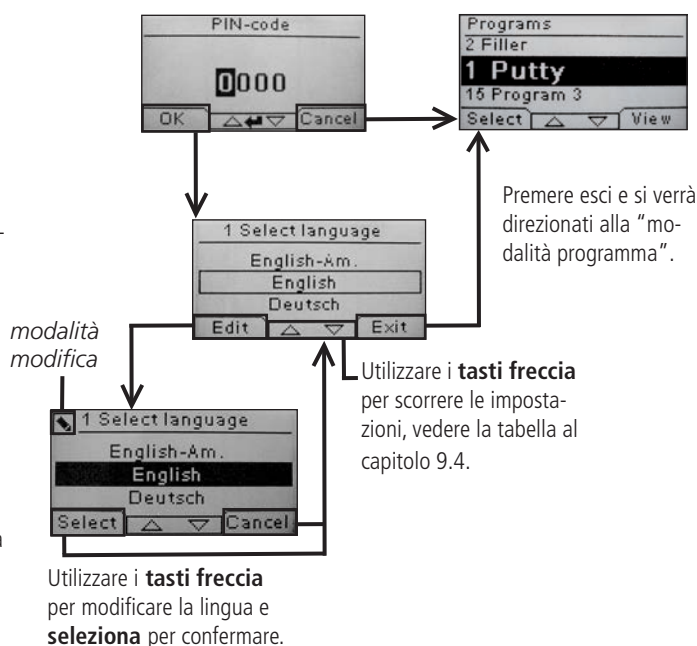 PIN-code
0000
OK
Cancel
Programs
2 Filler
1 Putty
15 Program 3
Select
View
Premere esci e si verrà
direzionati alla “mo-
dalità programma”.
1 Select language
English-Am.
English
Deutsch
Edit
Exit
modalità
modifica
Utilizzare i tasti freccia
per scorrere le imposta-
zioni, vedere la tabella al
capitolo 9.4.
1 Select language
English-Am.
English
Deutsch
Select
Cancel
Utilizzare i tasti freccia
per modificare la lingua e
seleziona per confermare.